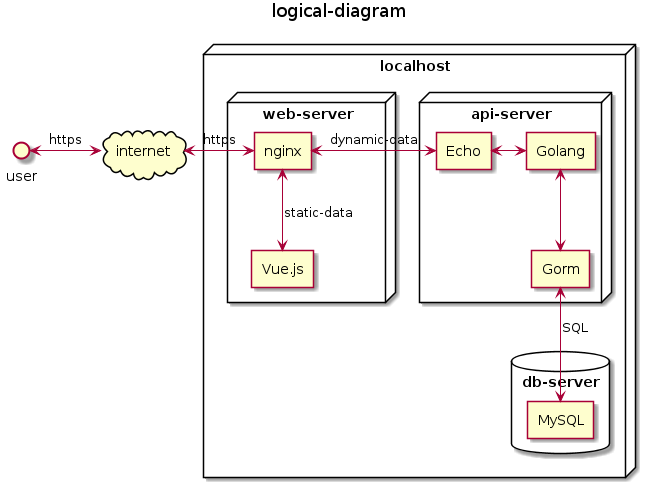 logical-diagram
localhost
web-server
api-server
https
https
dynamic-data
user
internet
nginx
Echo
Golang
static-data
Vue.js
Gorm
SQL
db-server
MySQL